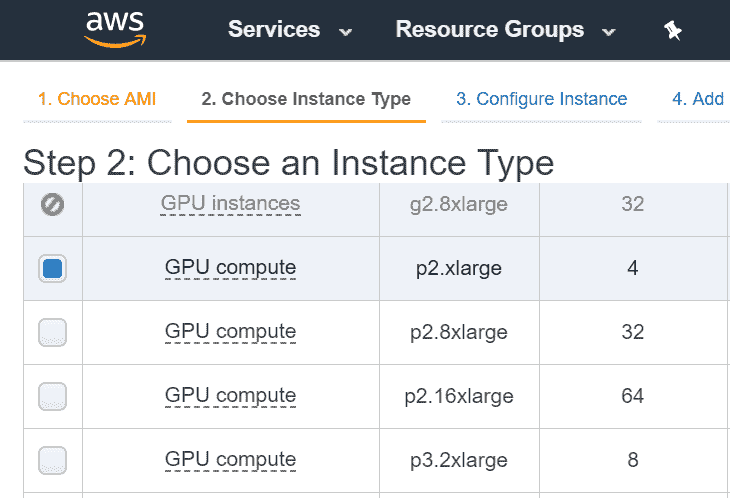 aws Services Resource Groups
1. Choose AMI 2. Choose Instance Type 3. Configure Instance 4. Add
Step 2: Choose an Instance Type
GPU instances g2.8xlarge 32
GPU compute p2.xlarge 4
GPU compute p2.8xlarge 32
GPU compute p2.16xlarge 64
GPU compute p3.2xlarge 8